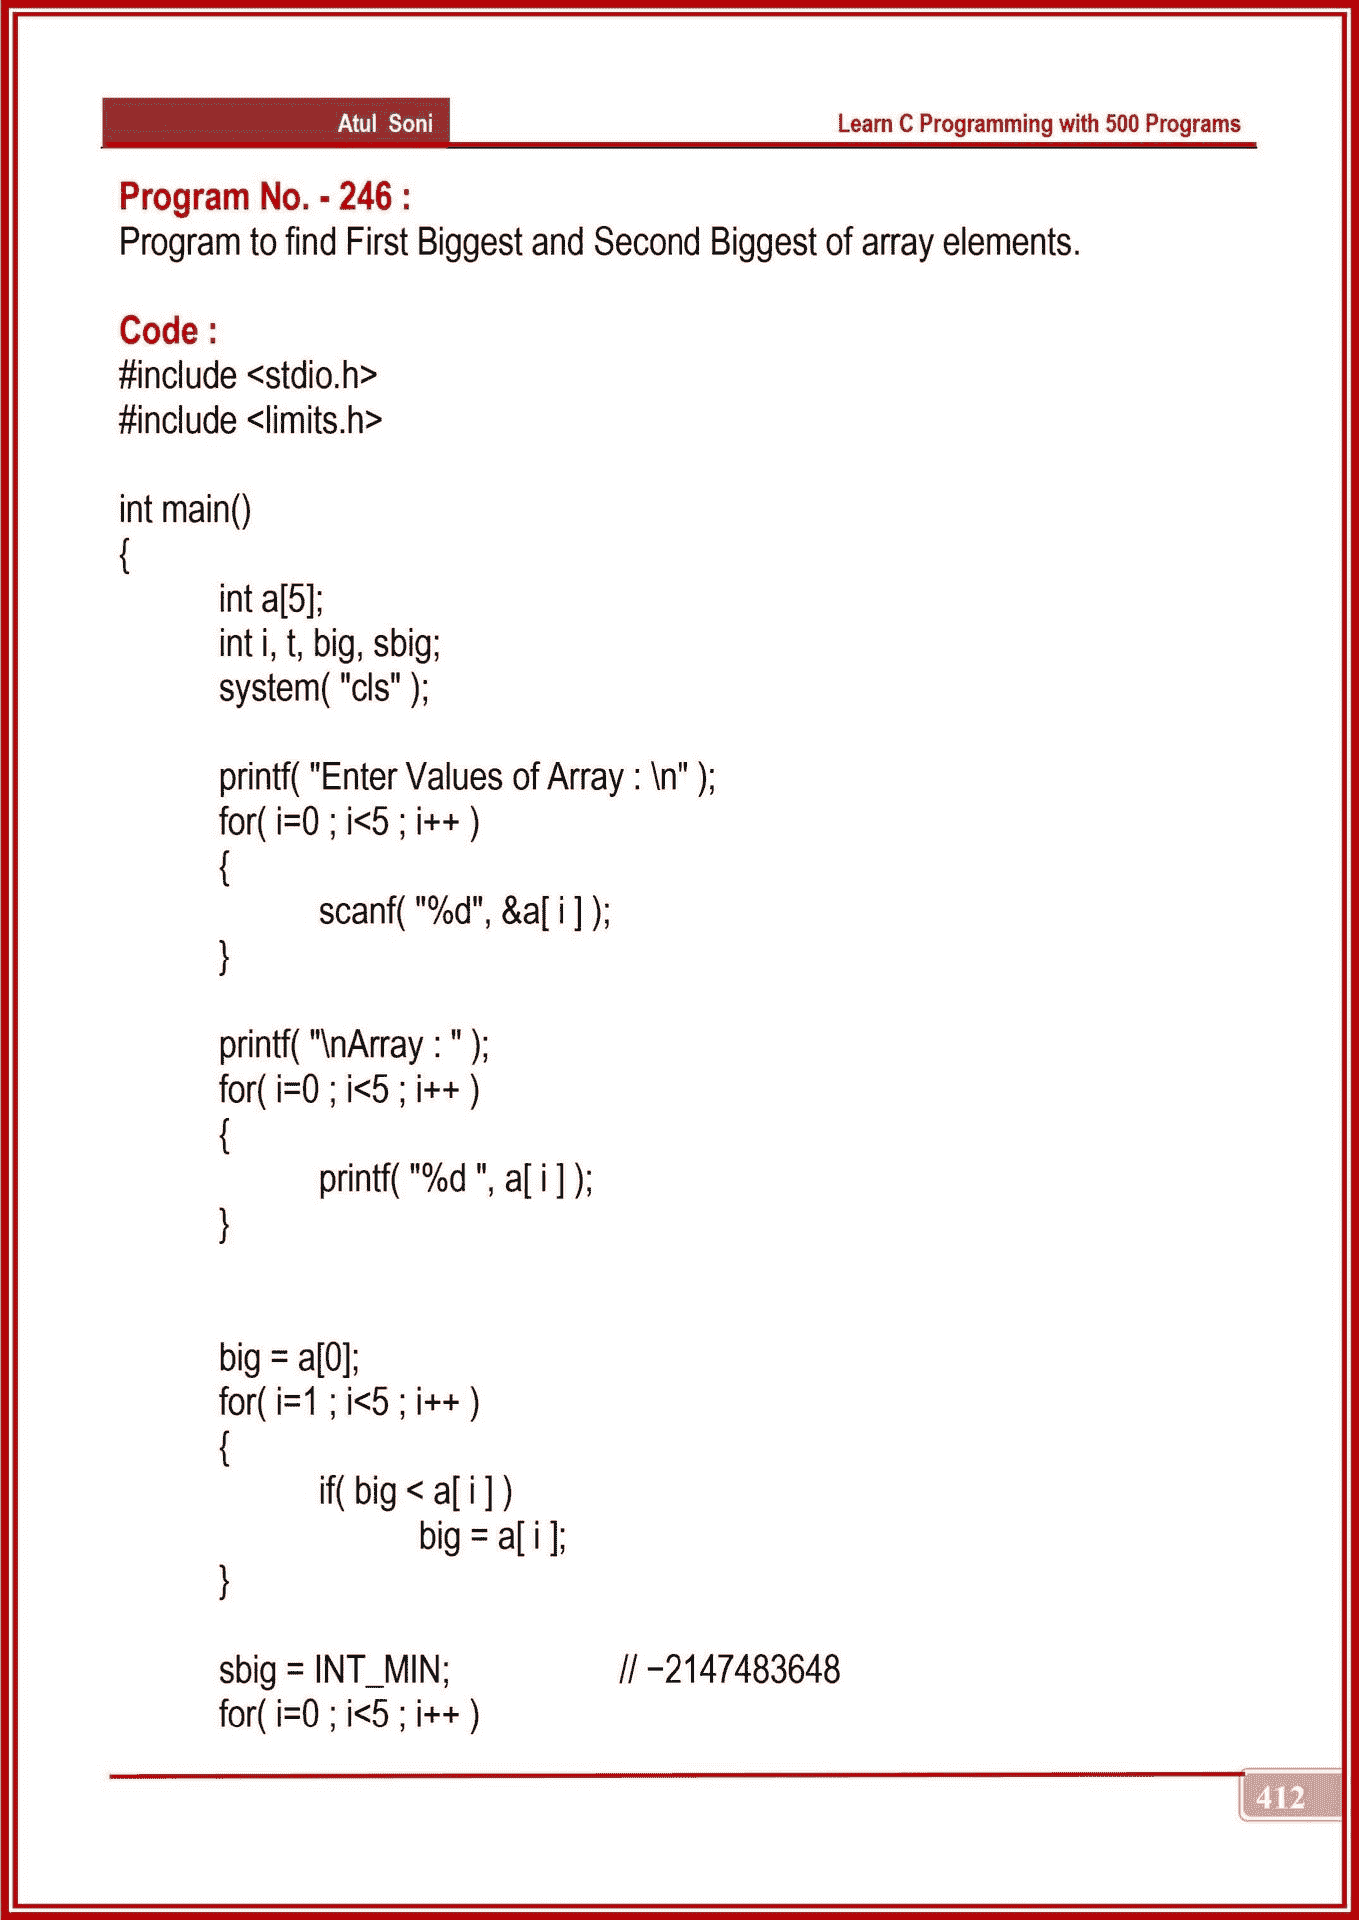 Atul Soni
Learn C Programming with 500 Programs
Program No. - 246 :
Program to find First Biggest and Second Biggest of array elements.
Code :
#include <stdio.h>
#include <limits.h>
int main()
{
int a[5];
int i, t, big, sbig;
system( "cls" );
printf( "Enter Values of Array : \n" );
for( i=0 ; i<5 ; i++ )
{
scanf( "%d", &a[ i ] );
}
printf( "\nArray : " );
for( i=0 ; i<5 ; i++ )
{
printf( "%d ", a[ i ] );
}
big = a[0];
for( i=1 ; i<5 ; i++ )
{
if( big < a[ i ] )
big = a[ i ];
}
sbig = INT_MIN; // −2147483648
for( i=0 ; i<5 ; i++ )
412